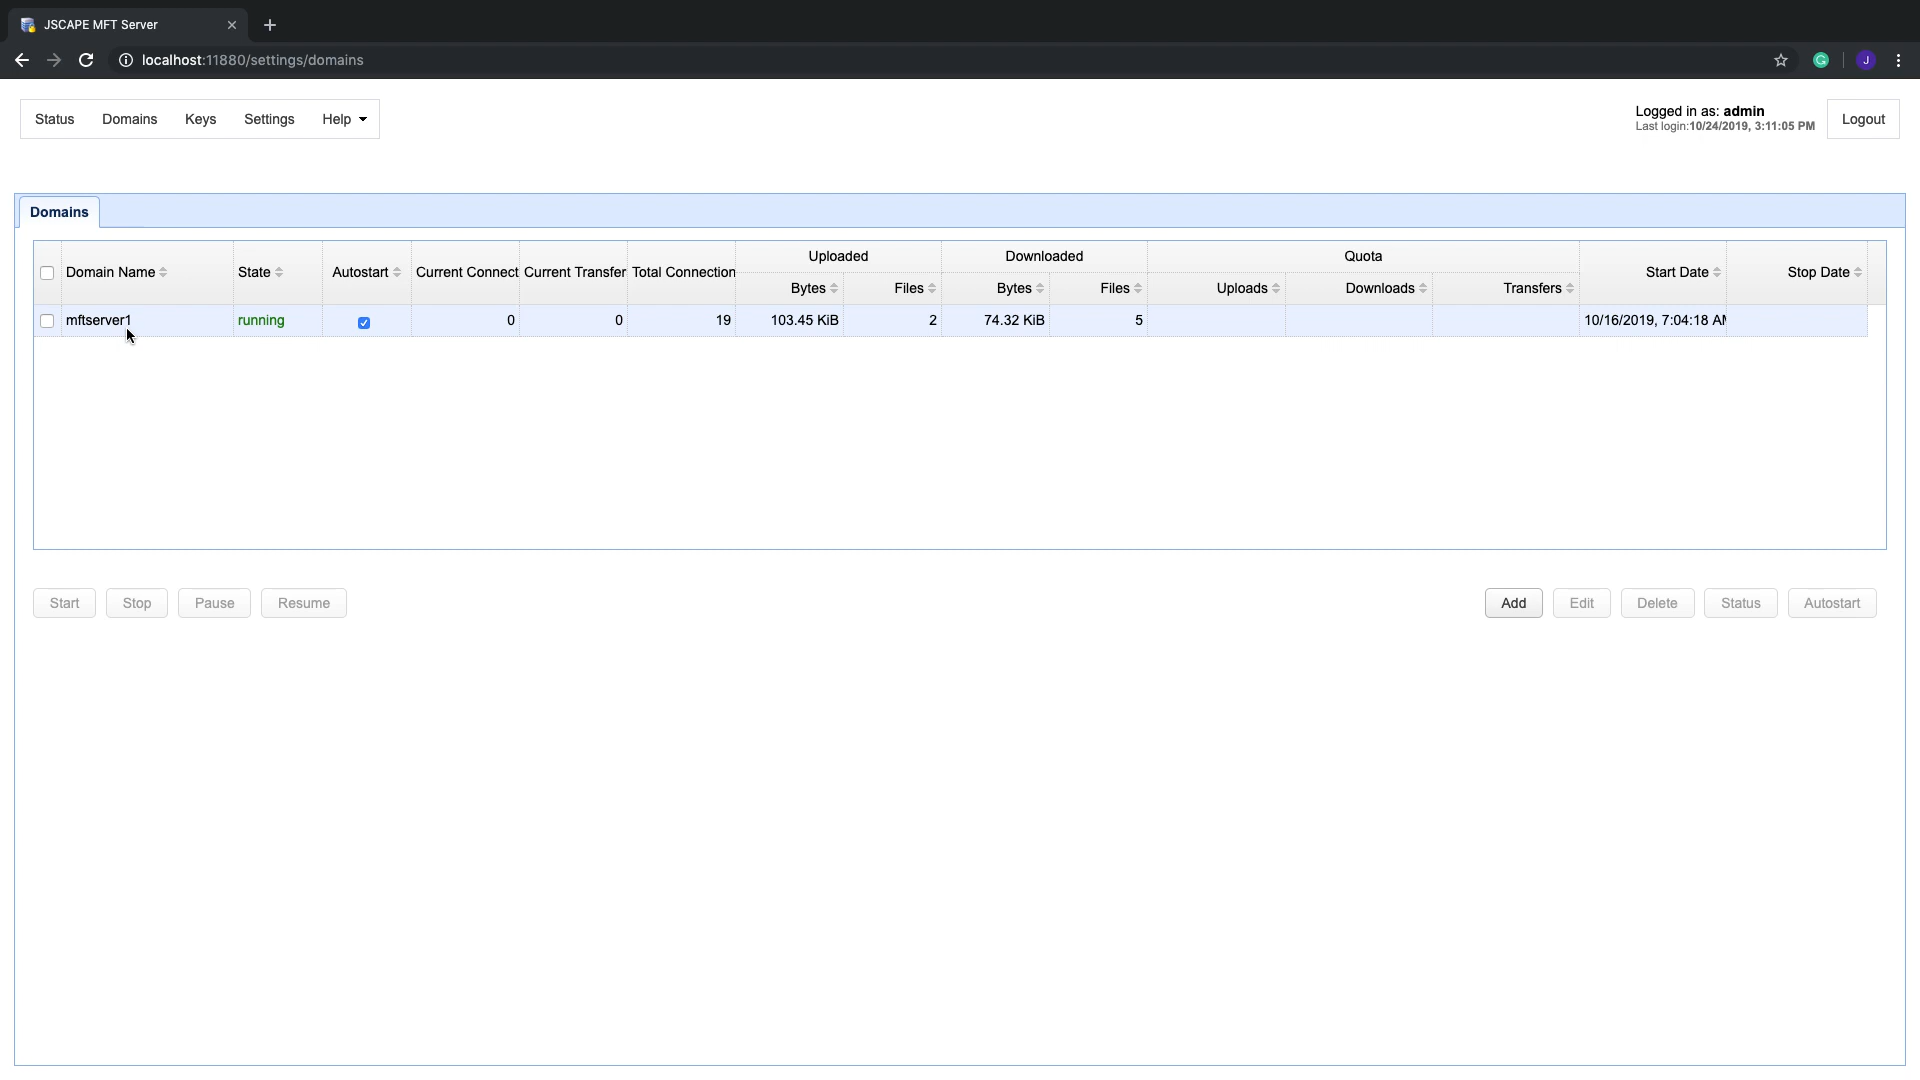 JSCAPE MFT Server
localhost:11880/settings/domains
J
Status Domains Keys Settings Help
Logged in as: admin
Last login:10/24/2019, 3:11:05 PM
Logout
Domains
Uploaded Downloaded Quota
Domain Name State Autostart Current Connect Current Transfer Total Connection Start Date Stop Date
Bytes Files Bytes Files Uploads Downloads Transfers
mftserver1 running 0 0 19 103.45 KiB 2 74.32 KiB 5 10/16/2019, 7:04:18 AM
Start Stop Pause Resume Add Edit Delete Status Autostart